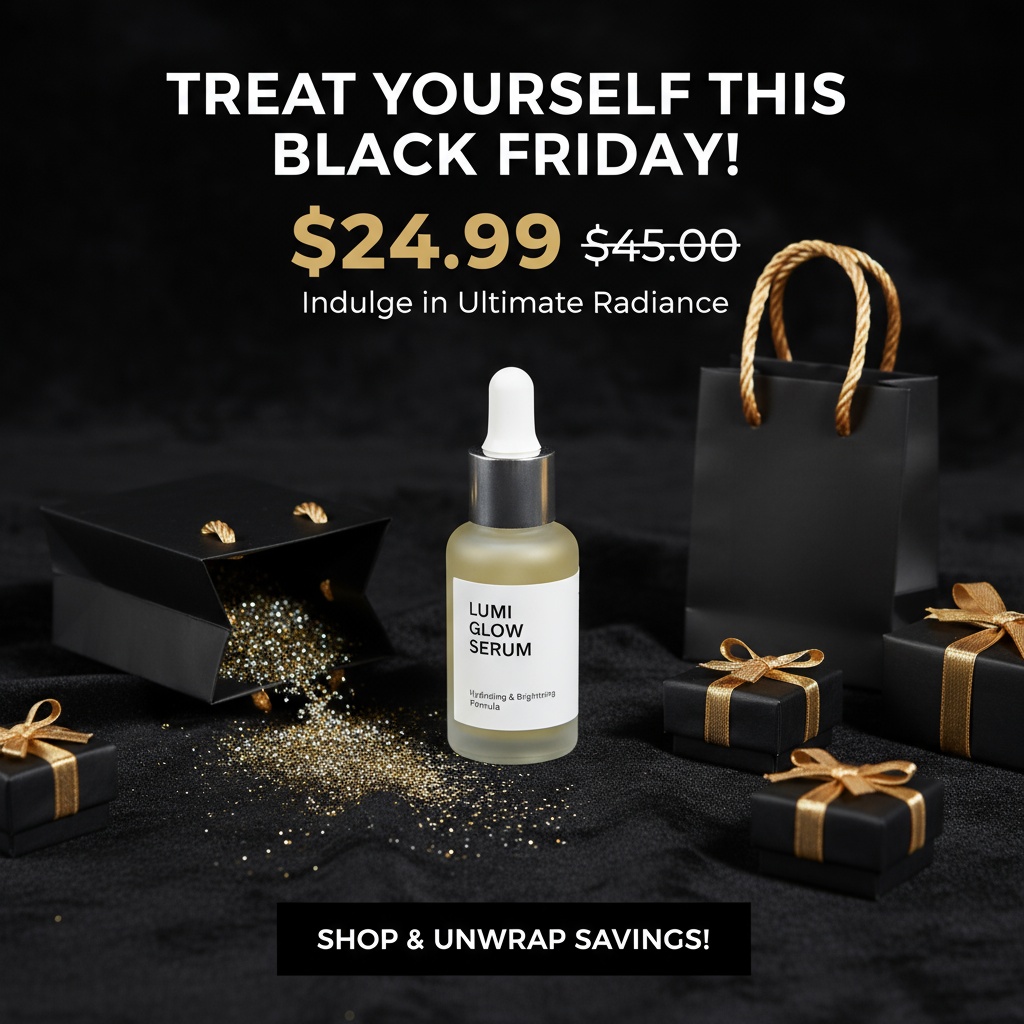 TREAT YOURSELF THIS
BLACK FRIDAY!
$24.99 $45.00
Indulge in Ultimate Radiance
LUMI
GLOW
SERUM
&
SHOP & UNWRAP SAVINGS!